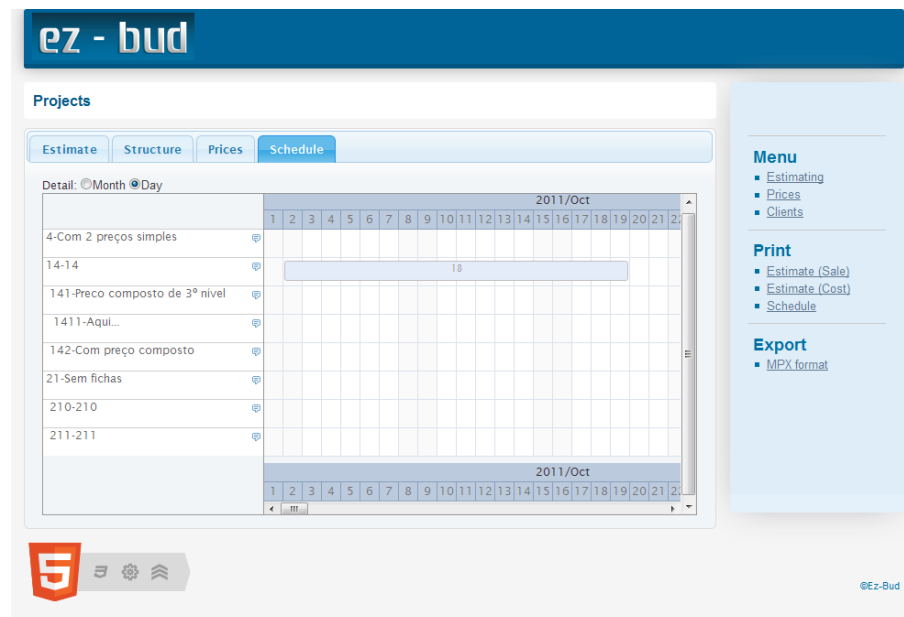 ez - bud
Projects
Estimate Structure Prices Schedule
Detail: Month Day
2011/Oct
1 2 3 4 5 6 7 8 9 10 11 12 13 14 15 16 17 18 19 20 21
4-Com 2 preços simples
14-14
18
141-Preco composto de 3º nivel
1411-Aqui...
142-Com preço composto
21-Sem fichas
210-210
211-211
2011/Oct
1 2 3 4 5 6 7 8 9 10 11 12 13 14 15 16 17 18 19 20 21
Menu
Estimating
Prices
Clients
Print
Estimate (Sale)
Estimate (Cost)
Schedule
Export
MPX format
5
©Ez-Bud